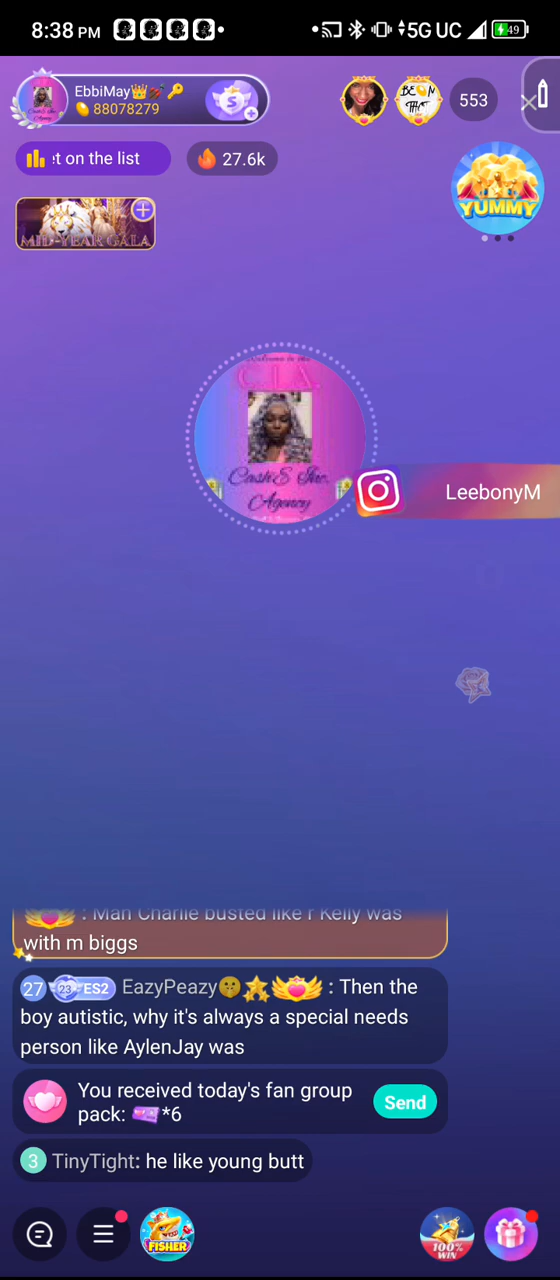 8:38 PM
5G UC
49
EbbiMay
88078279
S
BE M
THAT
553
et on the list
27.6k
YUMMY
MID-YEAR GALA
C.I.A.
Cash$ Inc.
Agency
LeebonyM
: Man Charlie busted like r Kelly was
with m biggs
27 23 ES2 EazyPeazy : Then the
boy autistic, why it's always a special needs
person like AylenJay was
You received today's fan group
pack: *6
Send
3 TinyTight: he like young butt
FISHER
100%
WIN